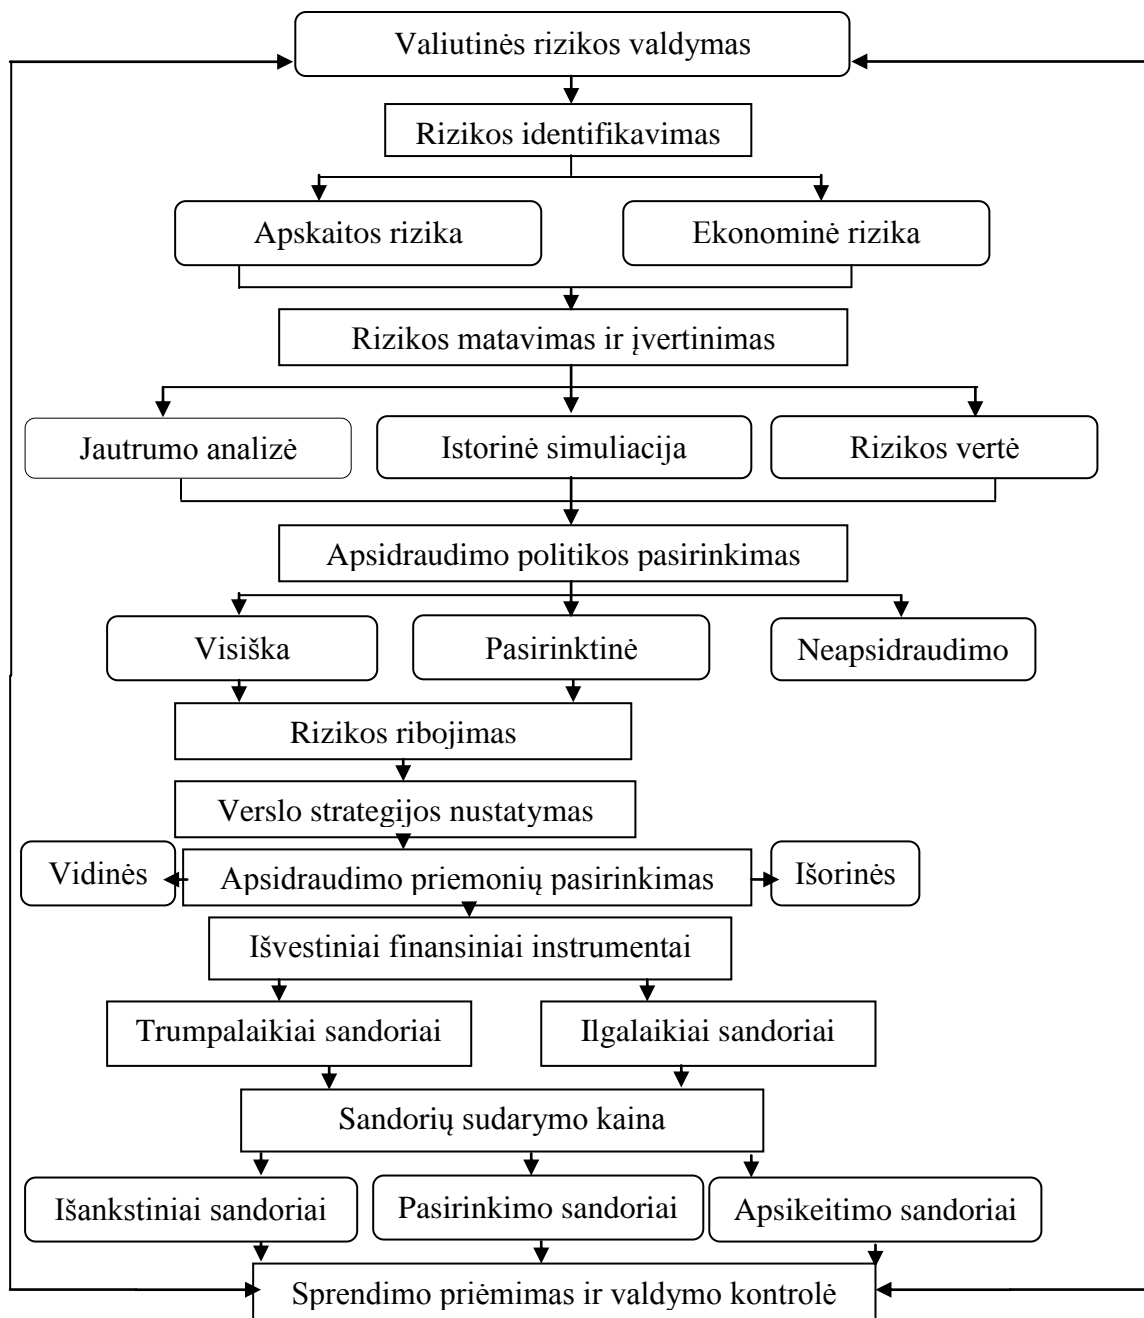 Valiutinės rizikos valdymas
Rizikos identifikavimas
Apskaitos rizika
Ekonominė rizika
Rizikos matavimas ir įvertinimas
Jautrumo analizė
Istorinė simuliacija
Rizikos vertė
Apsidraudimo politikos pasirinkimas
Visiška
Pasirinktinė
Neapsidraudimo
Rizikos ribojimas
Verslo strategijos nustatymas
Vidinės
Apsidraudimo priemonių pasirinkimas
Išorinės
Išvestiniai finansiniai instrumentai
Trumpalaikiai sandoriai
Ilgalaikiai sandoriai
Sandorių sudarymo kaina
Išankstiniai sandoriai
Pasirinkimo sandoriai
Apsikeitimo sandoriai
Sprendimo priėmimas ir valdymo kontrolė